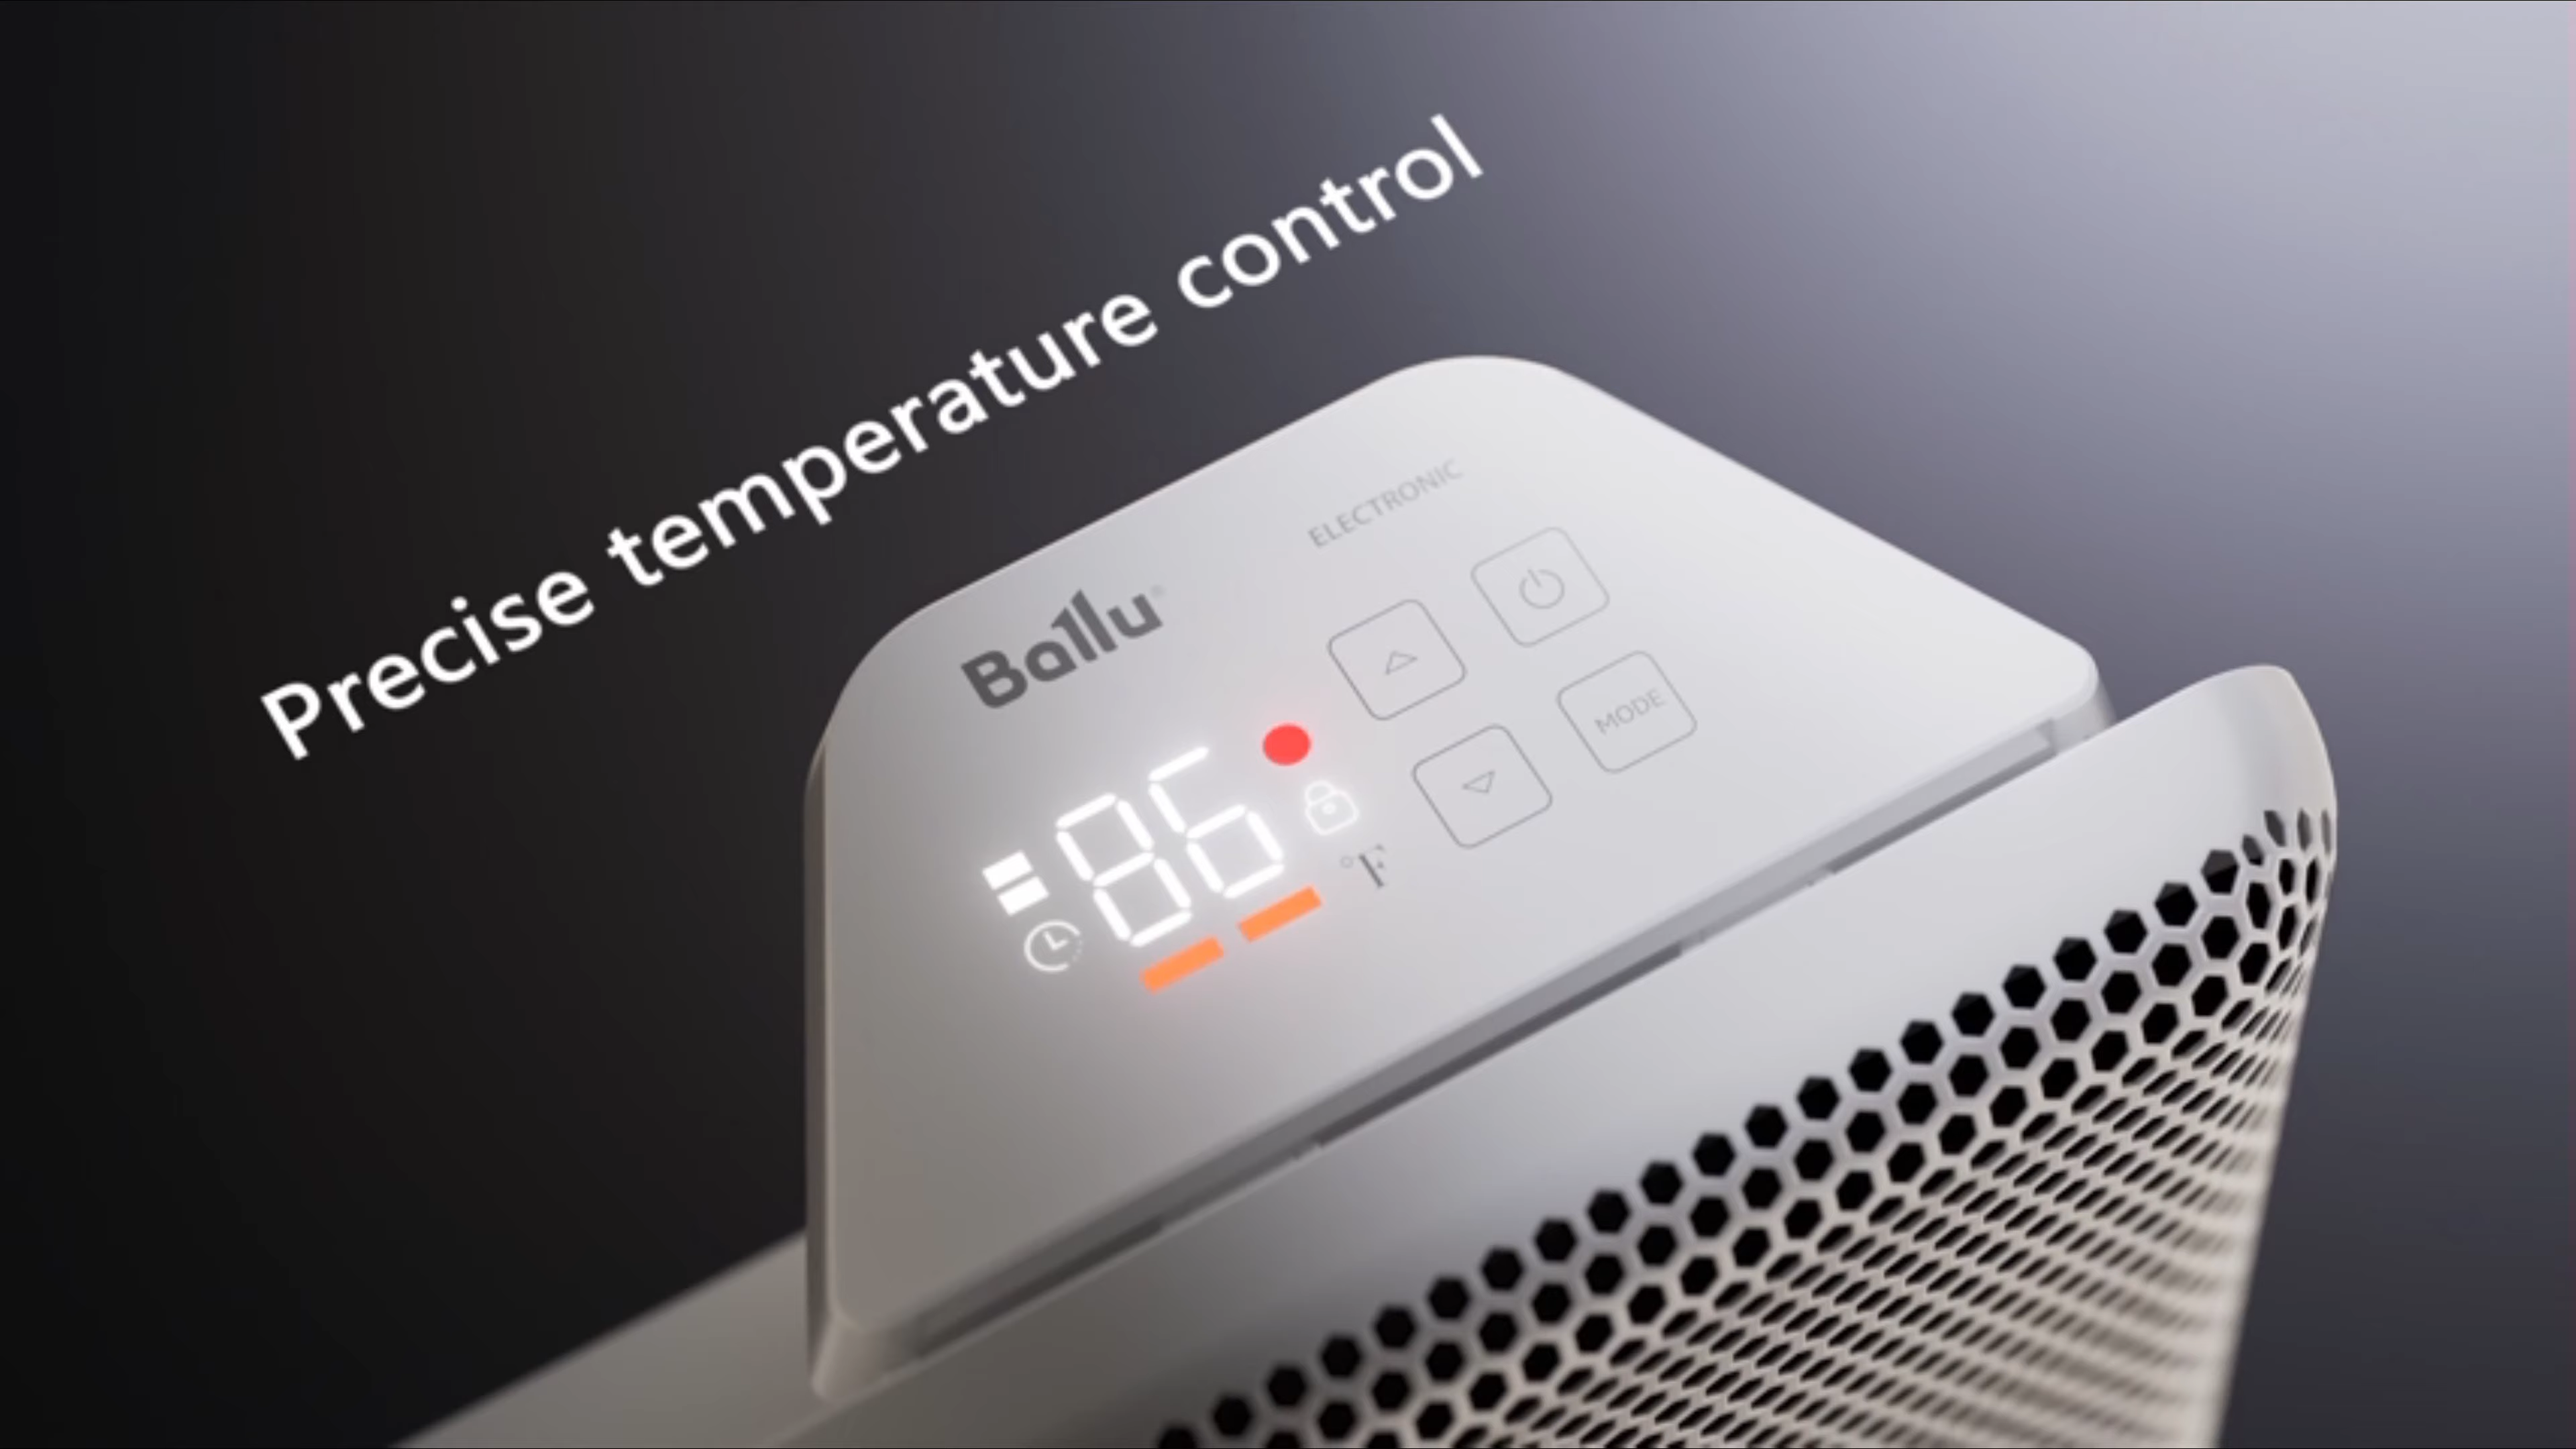 Precise temperature control
Ballu®
ELECTRONIC
MODE
86
°F